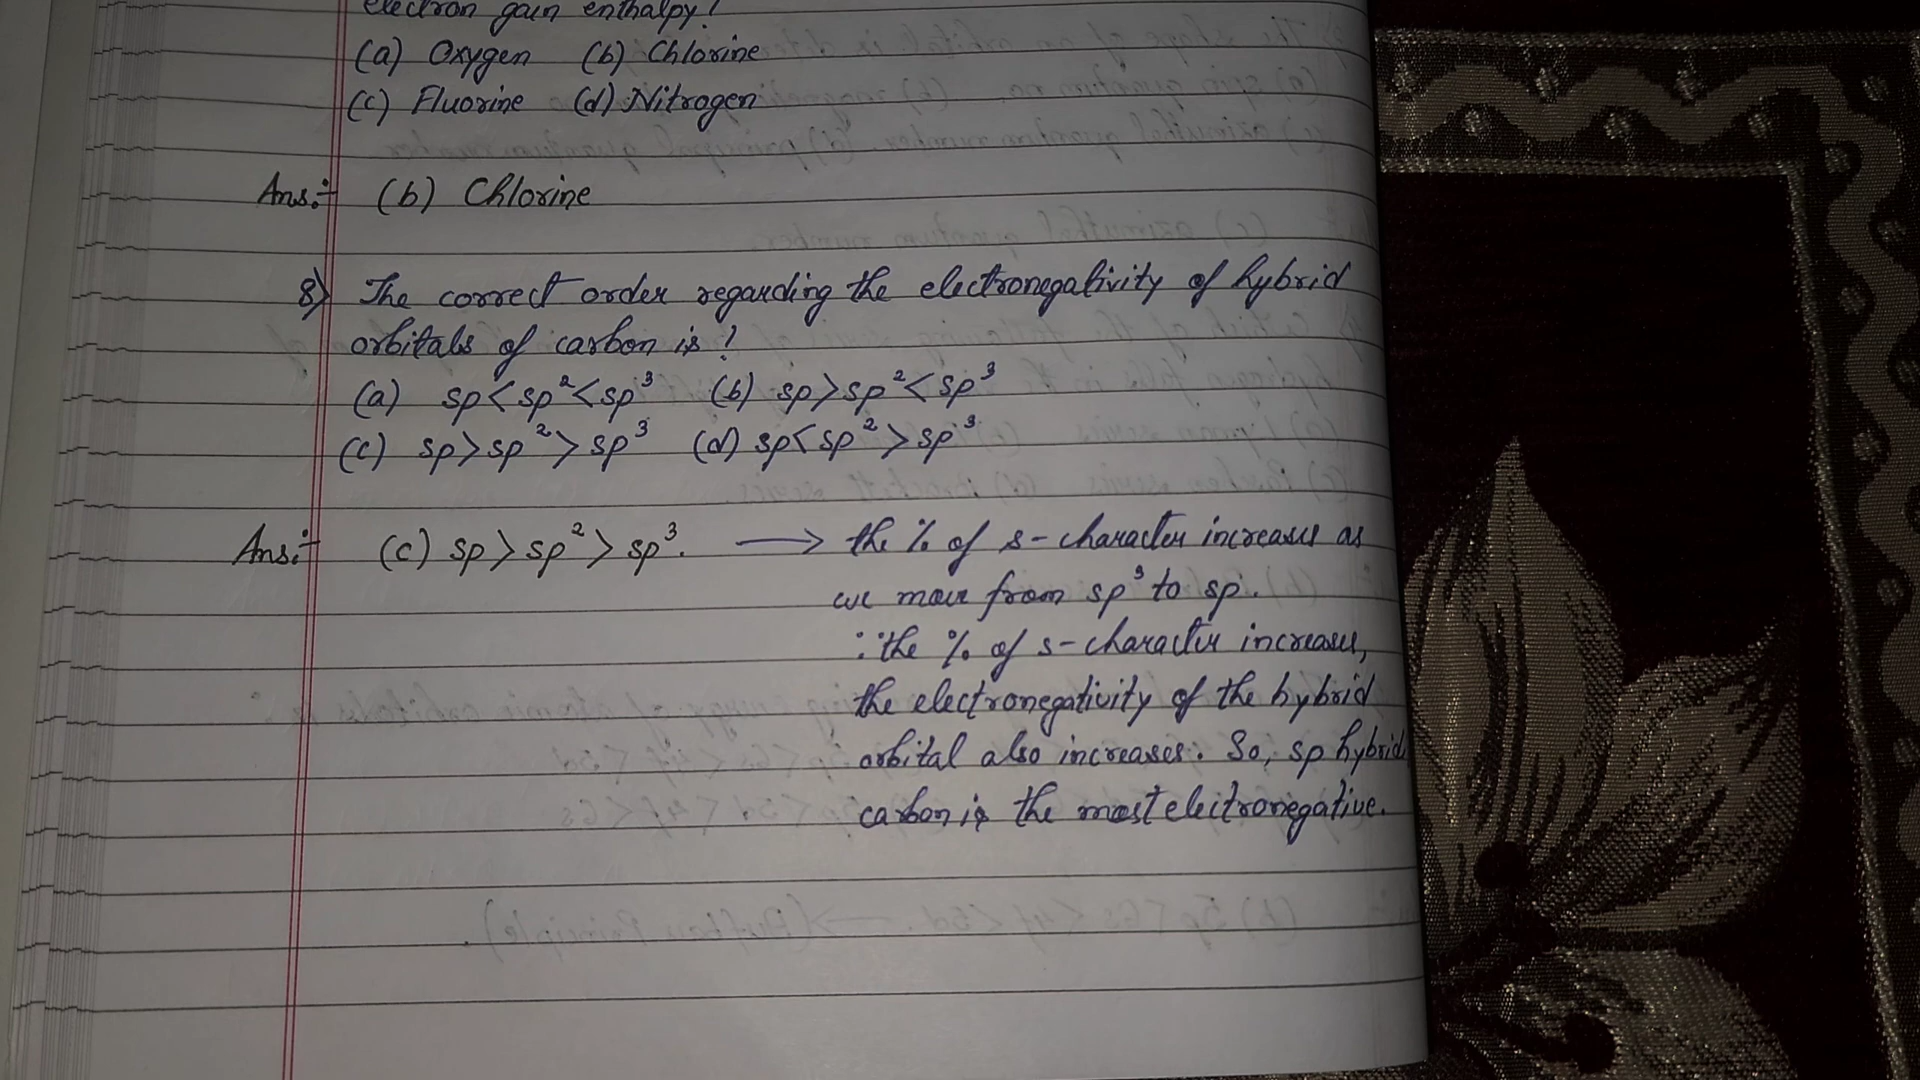 electron gain enthalpy?
(a) Oxygen (b) Chlorine
(c) Fluorine (d) Nitrogen
Ans:- (b) Chlorine
8) The correct order regarding the electronegativity of hybrid
orbitals of carbon is?
(a) sp<sp²<sp³ (b) sp>sp²<sp³
(c) sp>sp²>sp³ (d) sp<sp²>sp³
Ans:- (c) sp>sp²>sp³. → the % of s-character increases as
we move from sp³ to sp.
∵ the % of s-character increases,
the electronegativity of the hybrid
orbital also increases. So, sp hybrid
carbon is the most electronegative.